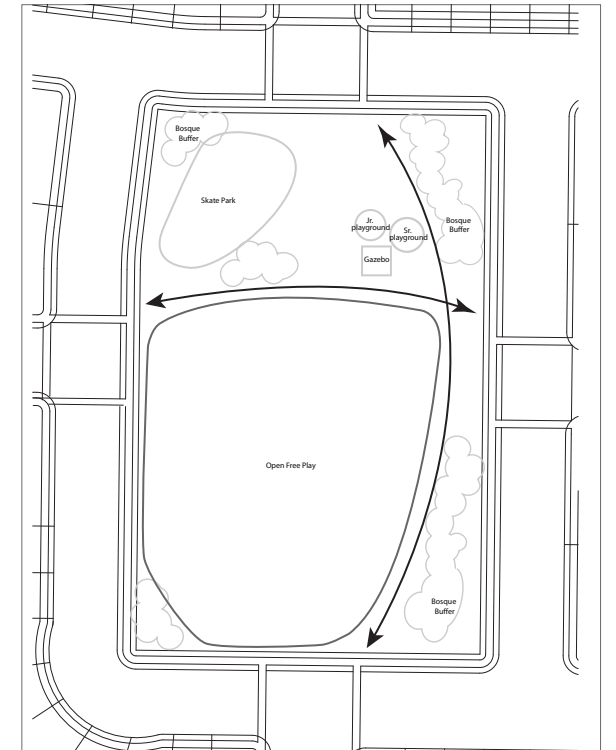 Bosque
Buffer
Skate Park
Jr.
playground
Sr.
playground
Bosque
Buffer
Gazebo
Open Free Play
Bosque
Buffer